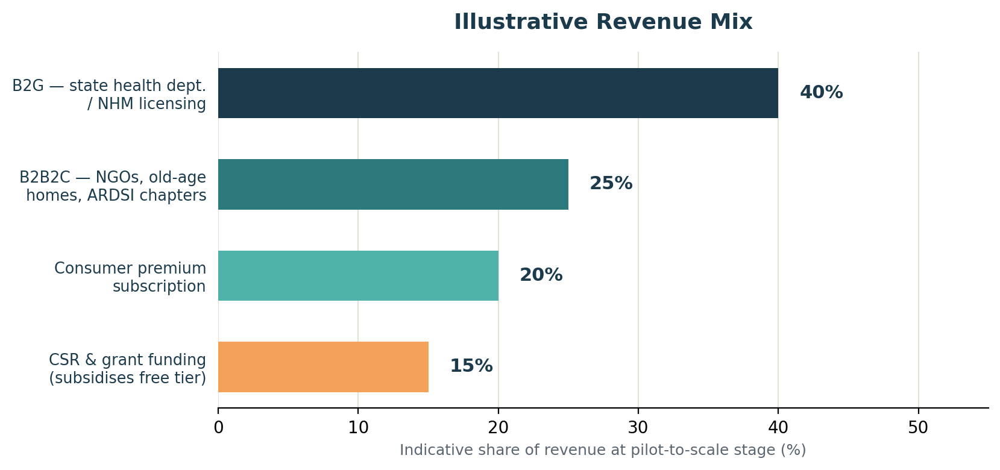 Illustrative Revenue Mix
B2G — state health dept.
/ NHM licensing
40%
B2B2C — NGOs, old-age
homes, ARDSI chapters
25%
Consumer premium
subscription
20%
CSR & grant funding
(subsidises free tier)
15%
0 10 20 30 40 50
Indicative share of revenue at pilot-to-scale stage (%)